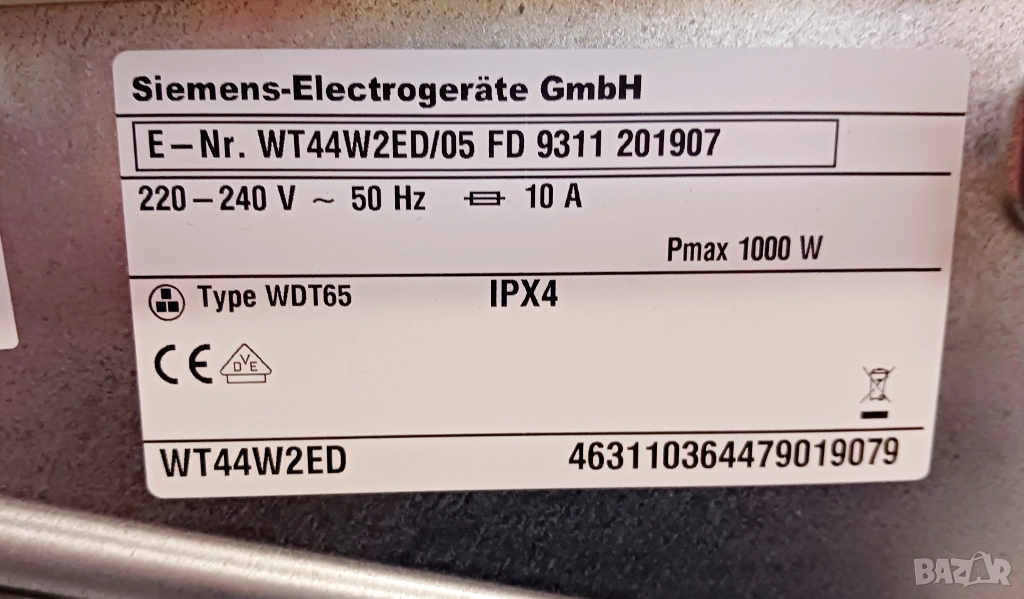 Siemens-Electrogeräte GmbH
E-Nr. WT44W2ED/05 FD 9311 201907
220-240 V ~ 50 Hz 10 A
Pmax 1000 W
Type WDT65 IPX4
CE DVE
WT44W2ED 463110364479019079
BAZAR